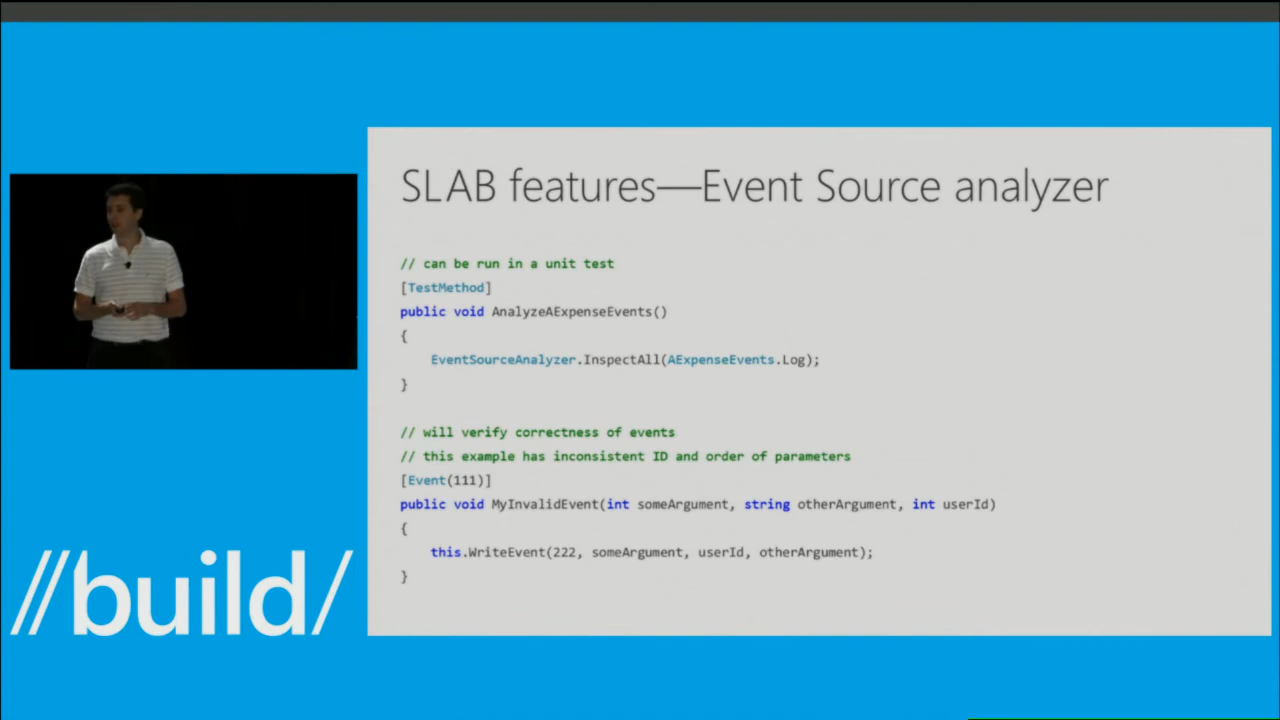 SLAB features—Event Source analyzer
// can be run in a unit test
[TestMethod]
public void AnalyzeAExpenseEvents()
{
EventSourceAnalyzer.InspectAll(AExpenseEvents.Log);
}
// will verify correctness of events
// this example has inconsistent ID and order of parameters
[Event(111)]
public void MyInvalidEvent(int someArgument, string otherArgument, int userId)
{
this.WriteEvent(222, someArgument, userId, otherArgument);
}
//build/